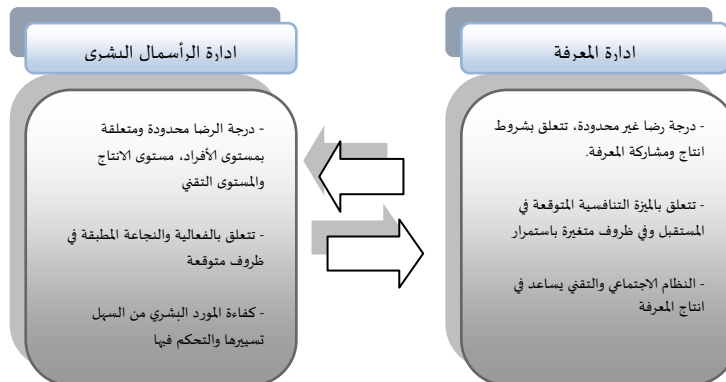 ادارة المعرفة
- درجة رضا غير محدودة، تتعلق بشروط
انتاج ومشاركة المعرفة.
- تتعلق بالميزة التنافسية المتوقعة في
المستقبل وفي ظروف متغيرة باستمرار
- النظام الاجتماعي والتقني يساعد في
انتاج المعرفة
ادارة الرأسمال البشري
- درجة الرضا محدودة ومتعلقة
بمستوى الأفراد، مستوى الانتاج
والمستوى التقني
- تتعلق بالفعالية والنجاعة المطبقة في
ظروف متوقعة
- كفاءة المورد البشري من السهل
تسييرها والتحكم فيها